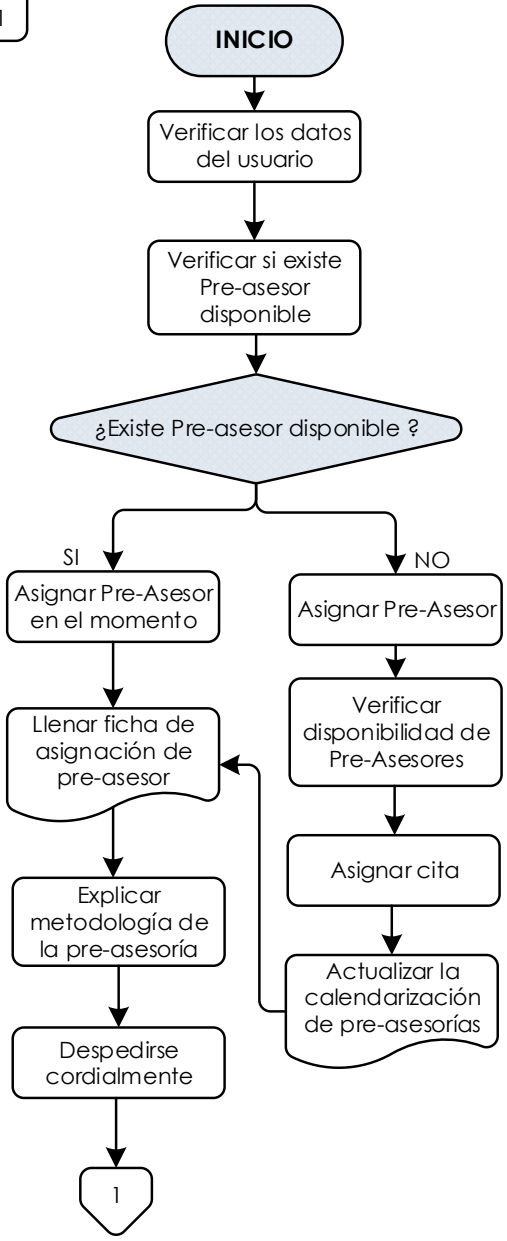 INICIO
Verificar los datos
del usuario
Verificar si existe
Pre-asesor
disponible
¿Existe Pre-asesor disponible ?
SI
NO
Asignar Pre-Asesor
en el momento
Asignar Pre-Asesor
Llenar ficha de
asignación de
pre-asesor
Verificar
disponibilidad de
Pre-Asesores
Asignar cita
Explicar
metodología de
la pre-asesoría
Actualizar la
calendarización
de pre-asesorías
Despedirse
cordialmente
1